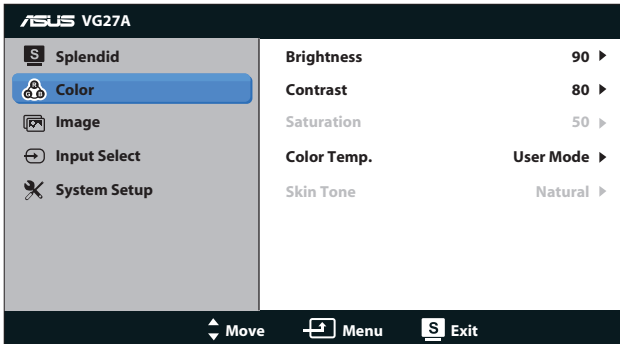 ASUS VG27A
S Splendid
Color
Image
Input Select
System Setup
Brightness 90
Contrast 80
Saturation 50
Color Temp. User Mode
Skin Tone Natural
Move Menu S Exit